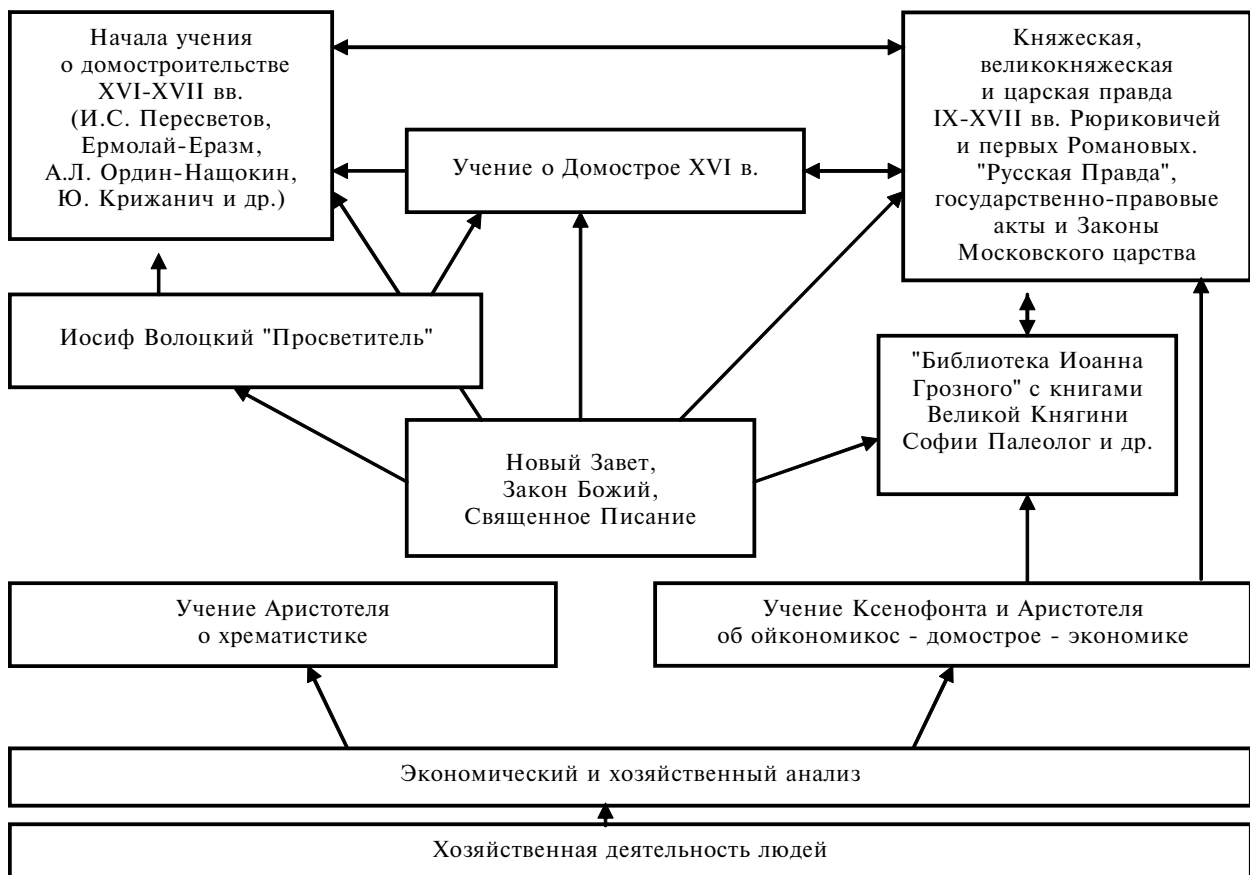 Начала учения
о домостроительстве
XVI-XVII вв.
(И.С. Пересветов,
Ермолай-Еразм,
А.Л. Ордин-Нащокин,
Ю. Крижанич и др.)
Учение о Домострое XVI в.
Княжеская,
великокняжеская
и царская правда
IX-XVII вв. Рюриковичей
и первых Романовых.
"Русская Правда",
государственно-правовые
акты и Законы
Московского царства
Иосиф Волоцкий "Просветитель"
"Библиотека Иоанна
Грозного" с книгами
Великой Княгини
Софии Палеолог и др.
Новый Завет,
Закон Божий,
Священное Писание
Учение Аристотеля
о хрематистике
Учение Ксенофонта и Аристотеля
об ойкономикос - домострое - экономике
Экономический и хозяйственный анализ
Хозяйственная деятельность людей